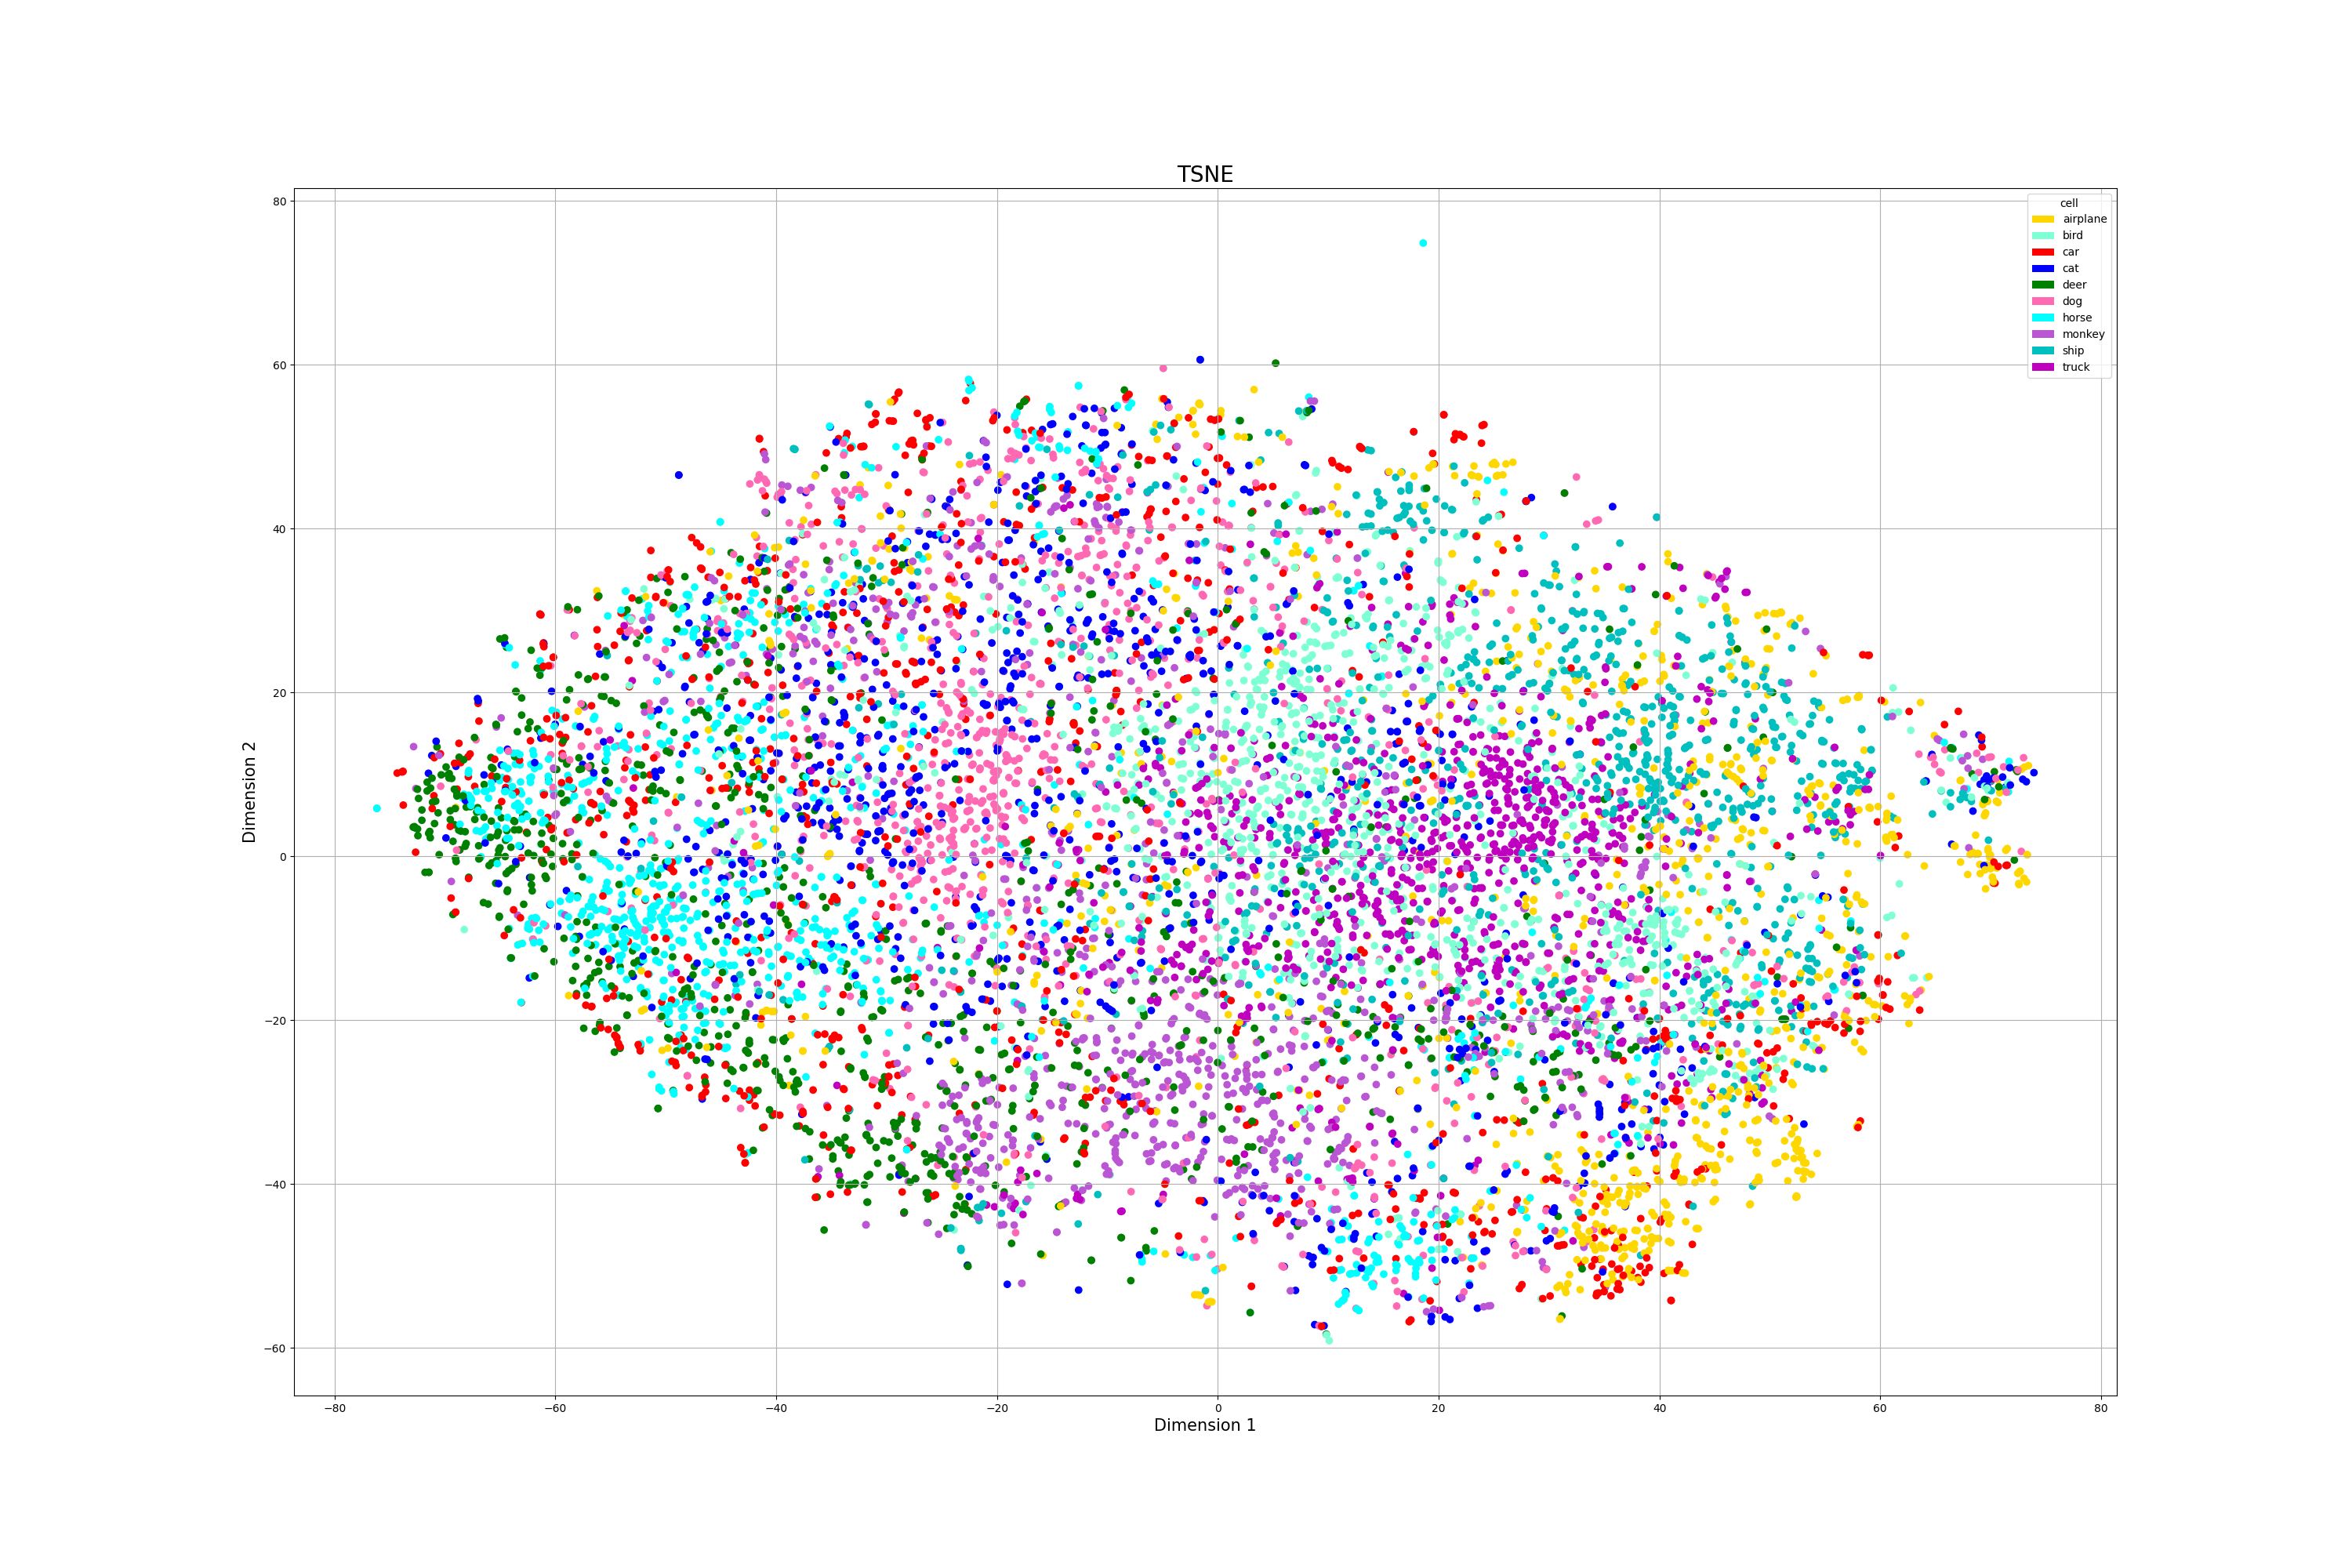 TSNE
80
60
40
20
0
−20
−40
−60
Dimension 2
cell
airplane
bird
car
cat
deer
dog
horse
monkey
ship
truck
−80
−60
−40
−20
0
20
40
60
80
Dimension 1